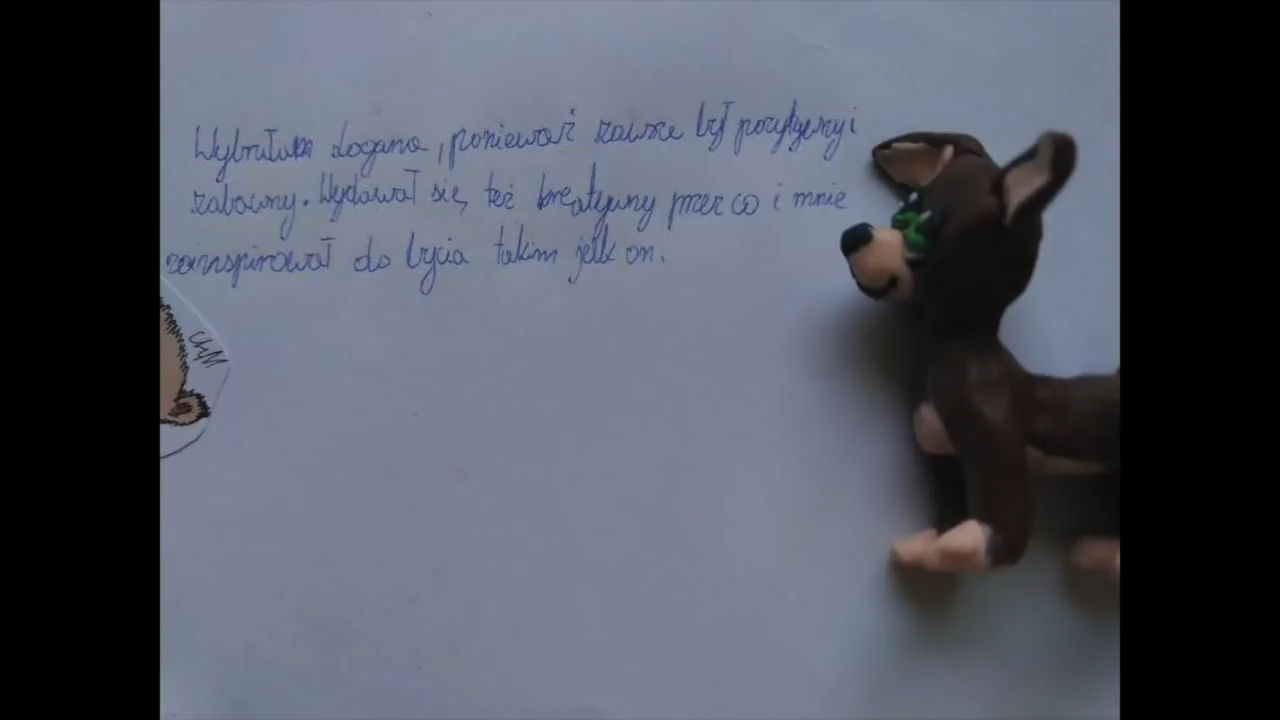 Wybrałam Logana, ponieważ zawsze był pozytywny i
zabawny. Wydawał się też kreatywny przez co i mnie
zainspirował do bycia takim jak on.